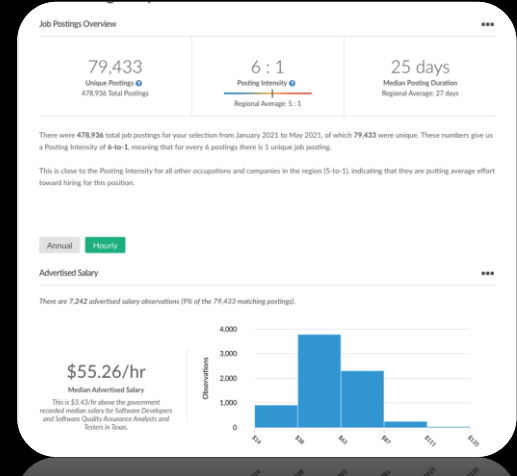 Job Postings Overview
79,433
Unique Postings
478,936 Total Postings
6 : 1
Posting Intensity
Regional Average: 5 : 1
25 days
Median Posting Duration
Regional Average: 27 days
There were 478,936 total job postings for your selection from January 2021 to May 2021, of which 79,433 were unique. These numbers give us
a Posting Intensity of 6-to-1, meaning that for every 6 postings there is 1 unique job posting.
This is close to the Posting Intensity for all other occupations and companies in the region (5-to-1), indicating that they are putting average effort
toward hiring for this position.
Annual
Hourly
Advertised Salary
There are 7,242 advertised salary observations (9% of the 79,433 matching postings).
$55.26/hr
Median Advertised Salary
This is $3.43/hr above the government
recorded median salary for Software Developers
and Software Quality Assurance Analysts and
Testers in Texas.
Observations
4,000
3,000
2,000
1,000
0
$14
$38
$62
$87
$111
$135